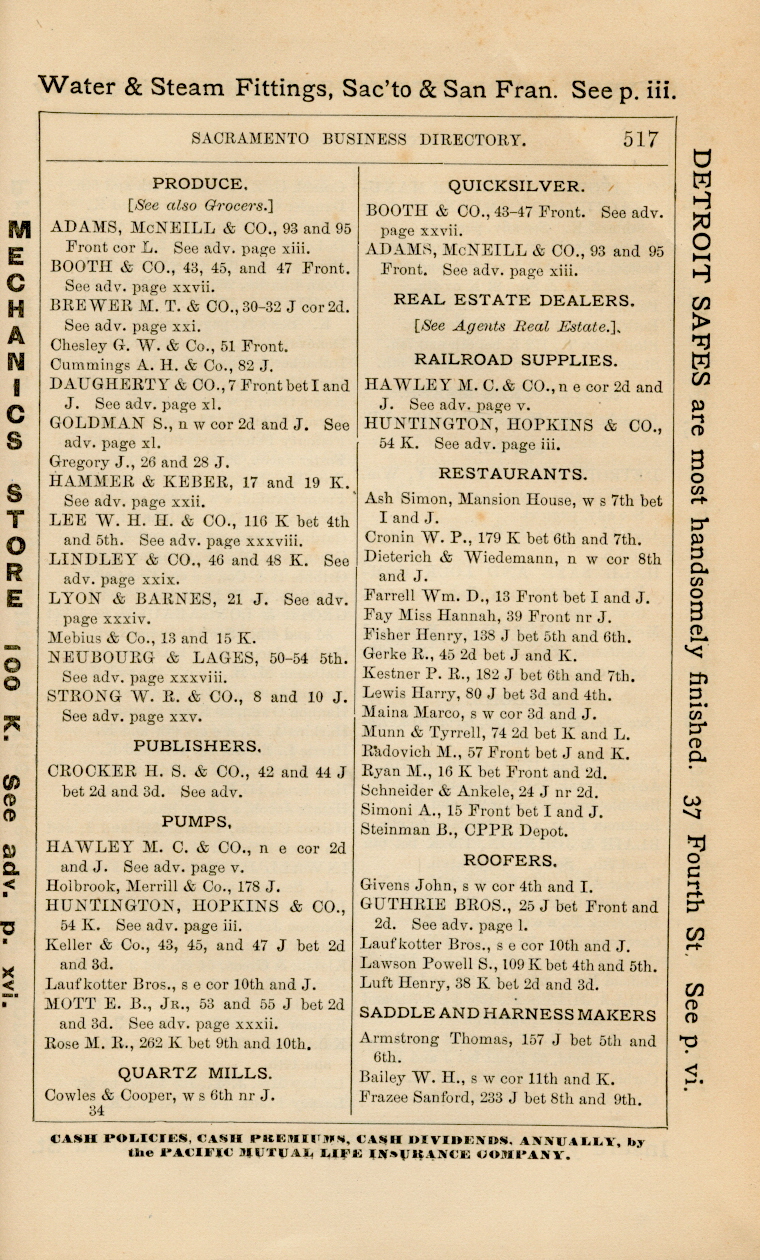 Water & Steam Fittings, Sac'to & San Fran. See p. iii.
SACRAMENTO BUSINESS DIRECTORY. 517
PRODUCE.
[See also Grocers.]
ADAMS, McNEILL & CO., 93 and 95
Front cor L. See adv. page xiii.
BOOTH & CO., 43, 45, and 47 Front.
See adv. page xxvii.
BREWER M. T. & CO., 30-32 J cor 2d.
See adv. page xxi.
Chesley G. W. & Co., 51 Front.
Cummings A. H. & Co., 82 J.
DAUGHERTY & CO., 7 Front bet I and
J. See adv. page xl.
GOLDMAN S., n w cor 2d and J. See
adv. page xl.
Gregory J., 26 and 28 J.
HAMMER & KEBER, 17 and 19 K.
See adv. page xxii.
LEE W. H. H. & CO., 116 K bet 4th
and 5th. See adv. page xxxviii.
LINDLEY & CO., 46 and 48 K. See
adv. page xxix.
LYON & BARNES, 21 J. See adv.
page xxxiv.
Mebius & Co., 13 and 15 K.
NEUBOURG & LAGES, 50-54 5th.
See adv. page xxxviii.
STRONG W. R. & CO., 8 and 10 J.
See adv. page xxv.
PUBLISHERS.
CROCKER H. S. & CO., 42 and 44 J
bet 2d and 3d. See adv.
PUMPS.
HAWLEY M. C. & CO., n e cor 2d
and J. See adv. page v.
Holbrook, Merrill & Co., 178 J.
HUNTINGTON, HOPKINS & CO.,
54 K. See adv. page iii.
Keller & Co., 43, 45, and 47 J bet 2d
and 3d.
Laufkotter Bros., s e cor 10th and J.
MOTT E. B., JR., 53 and 55 J bet 2d
and 3d. See adv. page xxxii.
Rose M. R., 262 K bet 9th and 10th.
QUARTZ MILLS.
Cowles & Cooper, w s 6th nr J.
34
QUICKSILVER.
BOOTH & CO., 43-47 Front. See adv.
page xxvii.
ADAMS, McNEILL & CO., 93 and 95
Front. See adv. page xiii.
REAL ESTATE DEALERS.
[See Agents Real Estate.].
RAILROAD SUPPLIES.
HAWLEY M. C. & CO., n e cor 2d and
J. See adv. page v.
HUNTINGTON, HOPKINS & CO.,
54 K. See adv. page iii.
RESTAURANTS.
Ash Simon, Mansion House, w s 7th bet
I and J.
Cronin W. P., 179 K bet 6th and 7th.
Dieterich & Wiedemann, n w cor 8th
and J.
Farrell Wm. D., 13 Front bet I and J.
Fay Miss Hannah, 39 Front nr J.
Fisher Henry, 138 J bet 5th and 6th.
Gerke R., 45 2d bet J and K.
Kestner P. R., 182 J bet 6th and 7th.
Lewis Harry, 80 J bet 3d and 4th.
Maina Marco, s w cor 3d and J.
Munn & Tyrrell, 74 2d bet K and L.
Radovich M., 57 Front bet J and K.
Ryan M., 16 K bet Front and 2d.
Schneider & Ankele, 24 J nr 2d.
Simoni A., 15 Front bet I and J.
Steinman B., CPPR Depot.
ROOFERS.
Givens John, s w cor 4th and I.
GUTHRIE BROS., 25 J bet Front and
2d. See adv. page l.
Laufkotter Bros., s e cor 10th and J.
Lawson Powell S., 109 K bet 4th and 5th.
Luft Henry, 38 K bet 2d and 3d.
SADDLE AND HARNESS MAKERS
Armstrong Thomas, 157 J bet 5th and
6th.
Bailey W. H., s w cor 11th and K.
Frazee Sanford, 233 J bet 8th and 9th.
MECHANICS STORE 100 K. See adv. p. xvi.
DETROIT SAFES are most handsomely finished. 37 Fourth St. See p. vi.
CASH POLICIES, CASH PREMIUMS, CASH DIVIDENDS, ANNUALLY, by
the PACIFIC MUTUAL LIFE INSURANCE COMPANY.